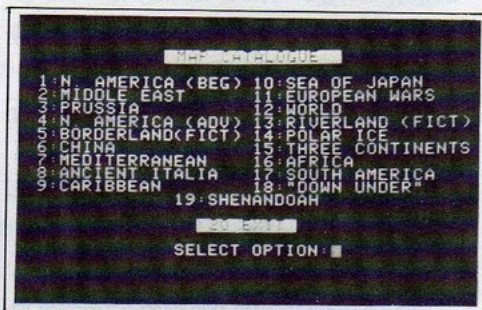 MAP CATALOGUE
1:N. AMERICA (BEG) 10:SEA OF JAPAN
2:MIDDLE EAST 11:EUROPEAN WARS
3:PRUSSIA 12:WORLD
4:N. AMERICA (ADV) 13:RIVERLAND (FICT)
5:BORDERLAND(FICT) 14:POLAR ICE
6:CHINA 15:THREE CONTINENTS
7:MEDITERRANEAN 16:AFRICA
8:ANCIENT ITALIA 17:SOUTH AMERICA
9:CARIBBEAN 18:"DOWN UNDER"
19:SHENANDOAH
20 EXIT
SELECT OPTION: